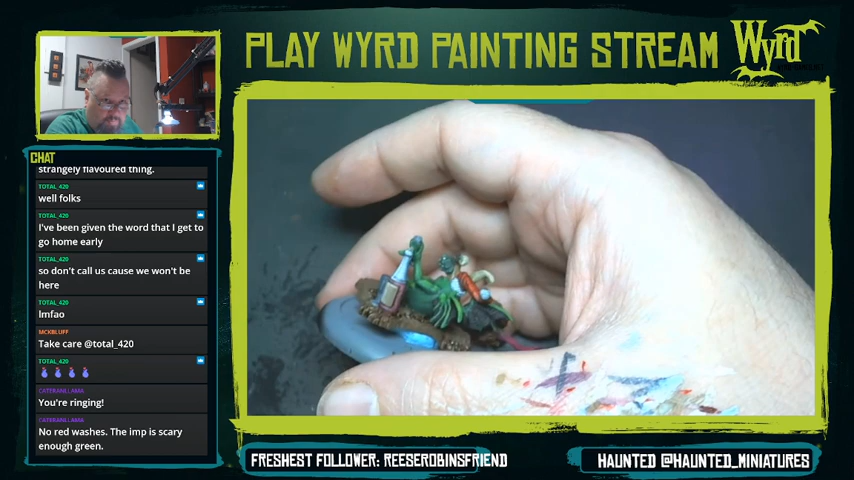 PLAY WYRD PAINTING STREAM
Wyrd
CHAT
strangely flavoured thing.
TOTAL_420
well folks
TOTAL_420
I've been given the word that I get to
go home early
TOTAL_420
so don't call us cause we won't be
here
TOTAL_420
lmfao
MCKBLUFF
Take care @total_420
TOTAL_420
You're ringing!
No red washes. The imp is scary
enough green.
FRESHEST FOLLOWER: REESEROBINSFRIEND
HAUNTED @HAUNTED_MINIATURES